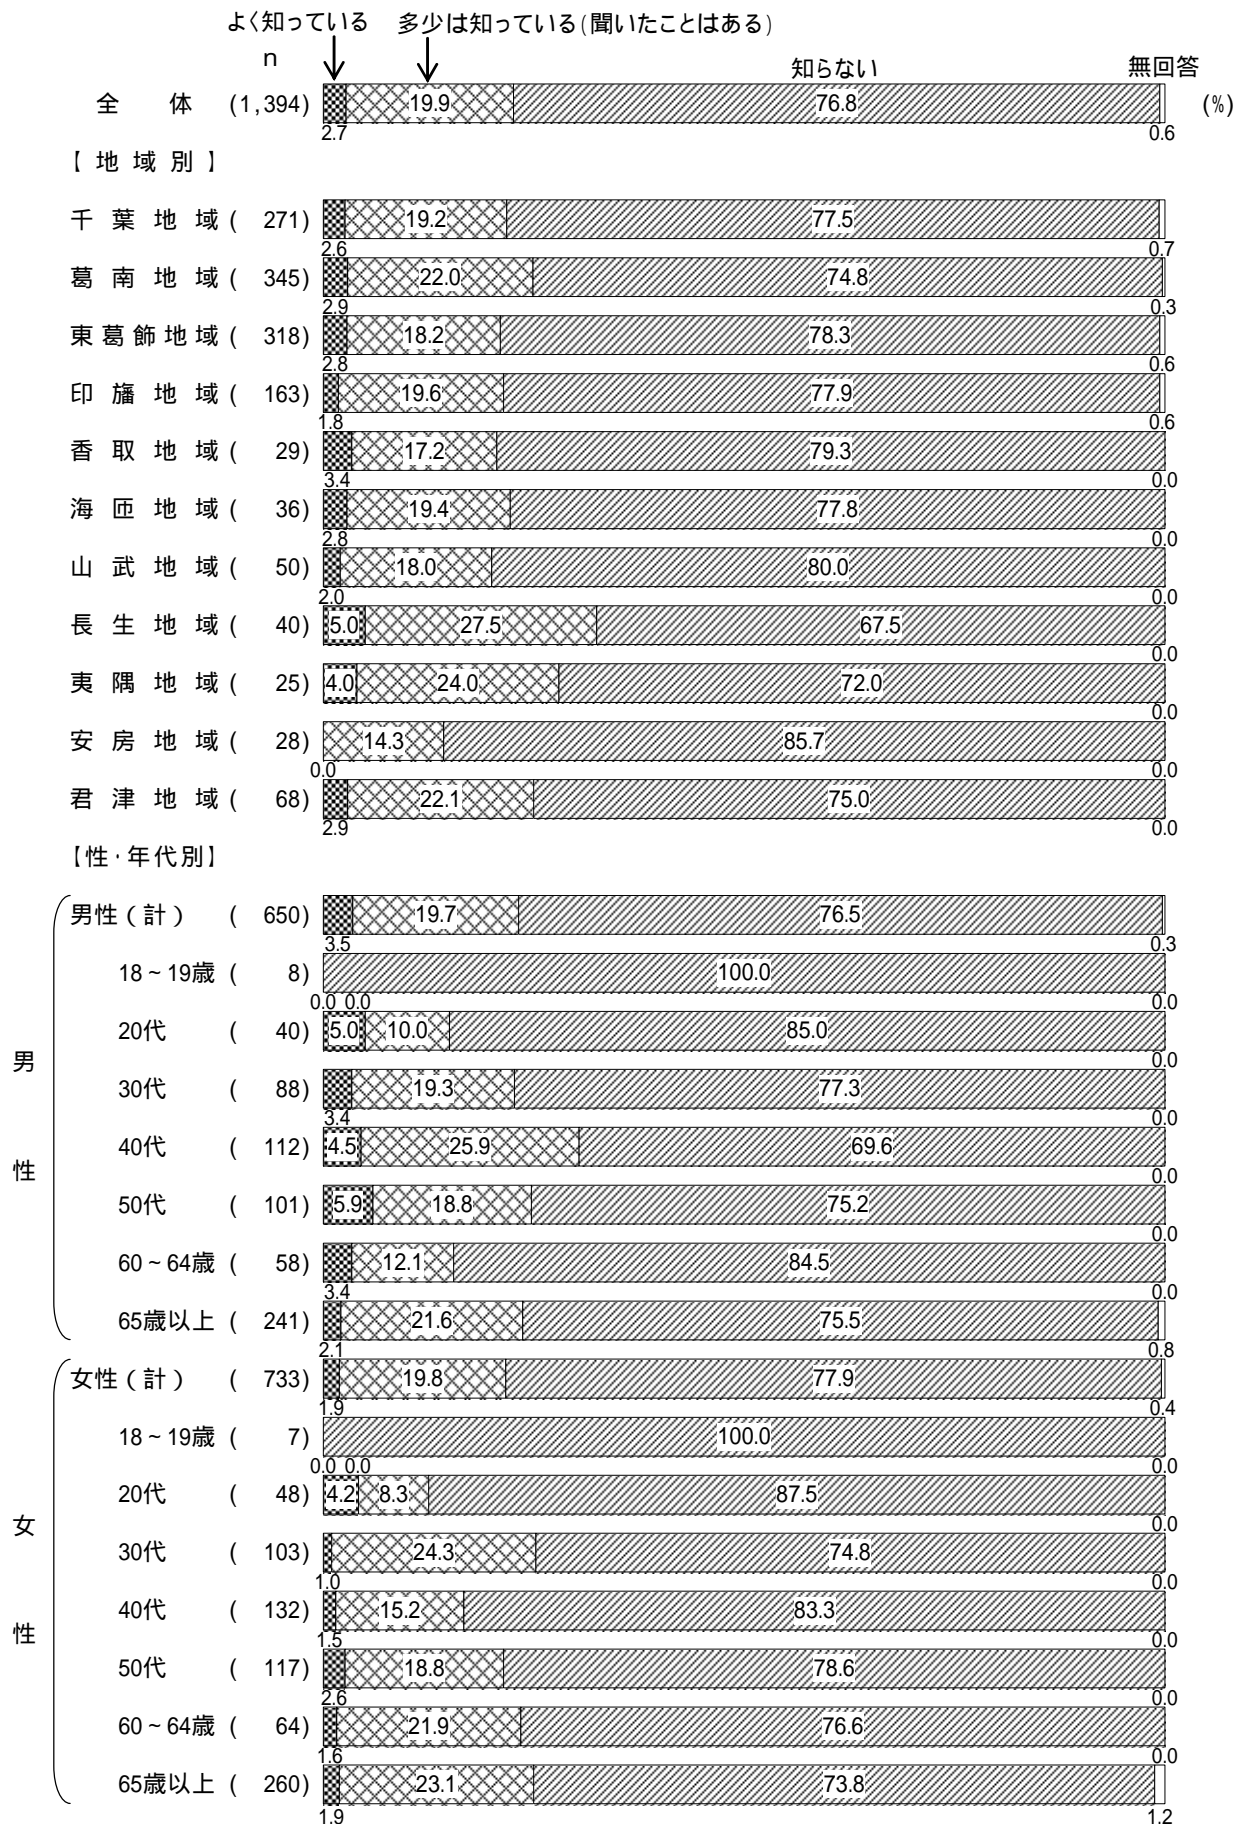 よく知っている 多少は知っている(聞いたことはある)
n 知らない 無回答
全 体 (1,394) 19.9 76.8 (%)
2.7 0.6
【地域別】
千葉地域( 271) 19.2 77.5
2.6 0.7
葛南地域( 345) 22.0 74.8
2.9 0.3
東葛飾地域( 318) 18.2 78.3
2.8 0.6
印旛地域( 163) 19.6 77.9
1.8 0.6
香取地域( 29) 17.2 79.3
3.4 0.0
海匝地域( 36) 19.4 77.8
2.8 0.0
山武地域( 50) 18.0 80.0
2.0 0.0
長生地域( 40) 5.0 27.5 67.5
0.0
夷隅地域( 25) 4.0 24.0 72.0
0.0
安房地域( 28) 14.3 85.7
0.0 0.0
君津地域( 68) 22.1 75.0
2.9 0.0
【性・年代別】
男性(計) ( 650) 19.7 76.5
3.5 0.3
18~19歳 ( 8) 100.0
0.0 0.0 0.0
20代 ( 40) 5.0 10.0 85.0
0.0
男
30代 ( 88) 19.3 77.3
3.4 0.0
40代 ( 112) 4.5 25.9 69.6
0.0
性
50代 ( 101) 5.9 18.8 75.2
0.0
60~64歳 ( 58) 12.1 84.5
3.4 0.0
65歳以上 ( 241) 21.6 75.5
2.1 0.8
女性(計) ( 733) 19.8 77.9
1.9 0.4
18~19歳 ( 7) 100.0
0.0 0.0 0.0
20代 ( 48) 4.2 8.3 87.5
0.0
女
30代 ( 103) 24.3 74.8
1.0 0.0
40代 ( 132) 15.2 83.3
1.5 0.0
性
50代 ( 117) 18.8 78.6
2.6 0.0
60~64歳 ( 64) 21.9 76.6
1.6 0.0
65歳以上 ( 260) 23.1 73.8
1.9 1.2